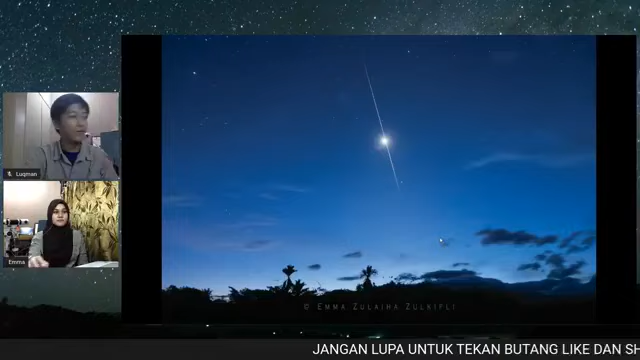 Luqman
Emma
© EMMA ZULAIHA ZULKIFLI
JANGAN LUPA UNTUK TEKAN BUTANG LIKE DAN SH